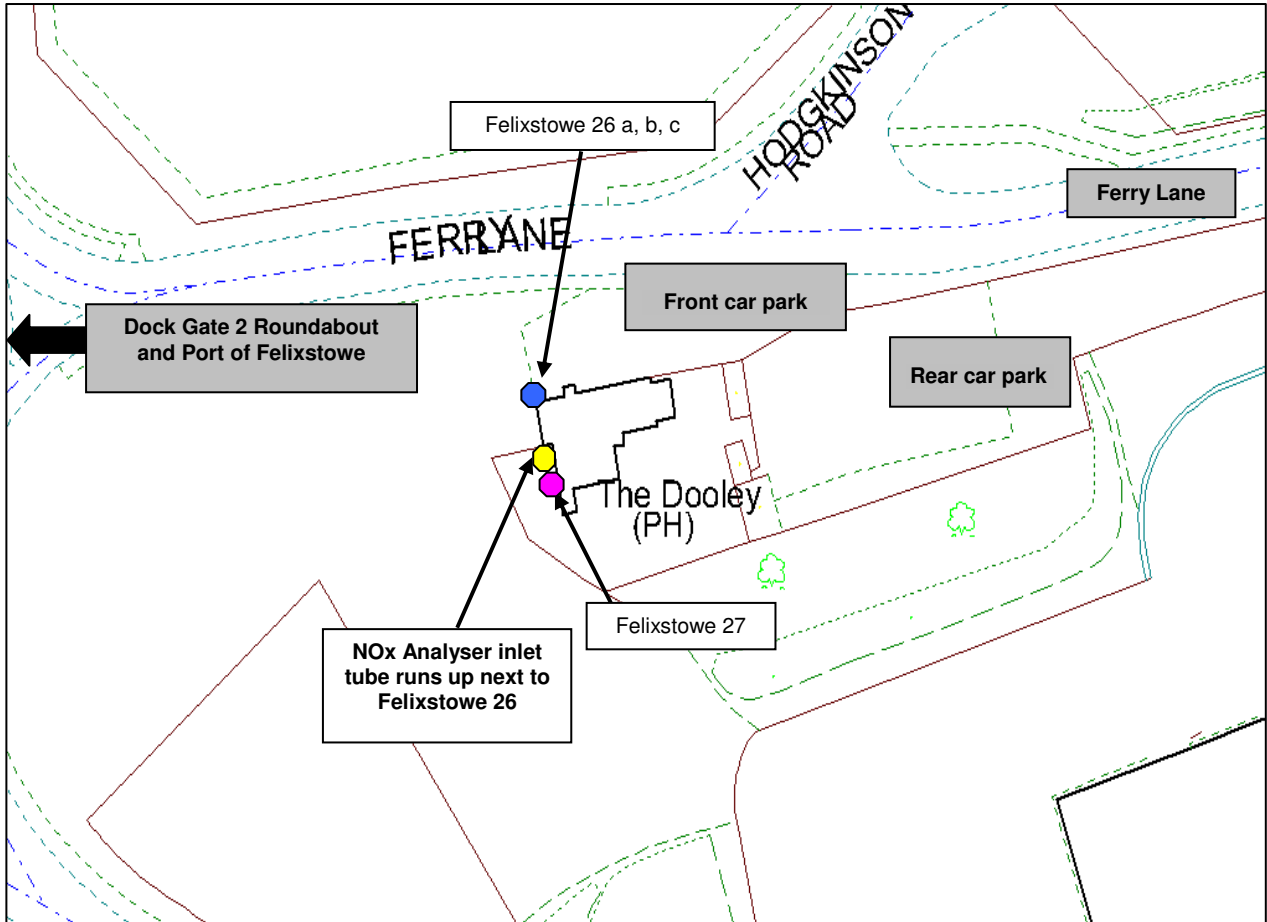 HODGKINSON
ROAD
Felixstowe 26 a, b, c
Ferry Lane
FERRY LANE
Front car park
Dock Gate 2 Roundabout
and Port of Felixstowe
Rear car park
The Dooley
(PH)
Felixstowe 27
NOx Analyser inlet
tube runs up next to
Felixstowe 26